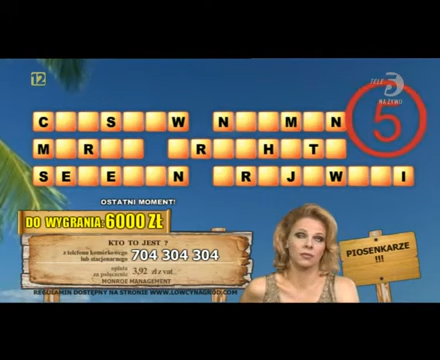 12
TELE 5
NA ŻYWO
C S W N M N
5
M R R H T
S E E N R J W I
OSTATNI MOMENT!
DO WYGRANIA: 6000 ZŁ
KTO TO JEST ?
z telefonu komórkowego
lub stacjonarnego 704 304 304
opłata
za połączenie 3,92 zł z vat
MONROE MANAGEMENT
PIOSENKARZE
!!!
REGULAMIN DOSTĘPNY NA STRONIE WWW.LOWCYNAGROD.COM